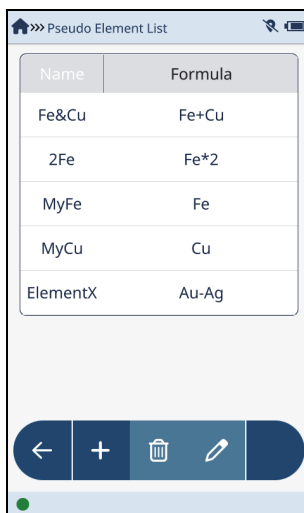 Pseudo Element List
Name Formula
Fe&Cu Fe+Cu
2Fe Fe*2
MyFe Fe
MyCu Cu
ElementX Au-Ag